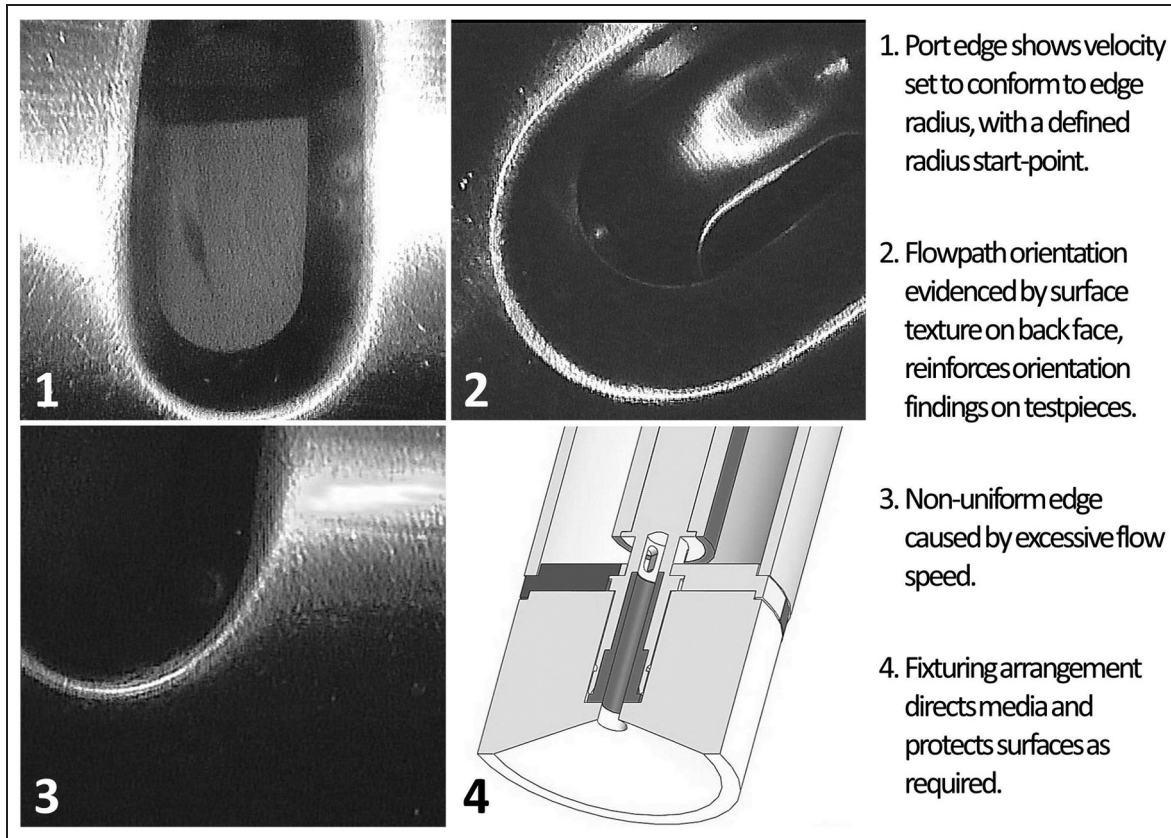 1
2
3
4
1. Port edge shows velocity
set to conform to edge
radius, with a defined
radius start-point.
2. Flowpath orientation
evidenced by surface
texture on back face,
reinforces orientation
findings on testpieces.
3. Non-uniform edge
caused by excessive flow
speed.
4. Fixturing arrangement
directs media and
protects surfaces as
required.